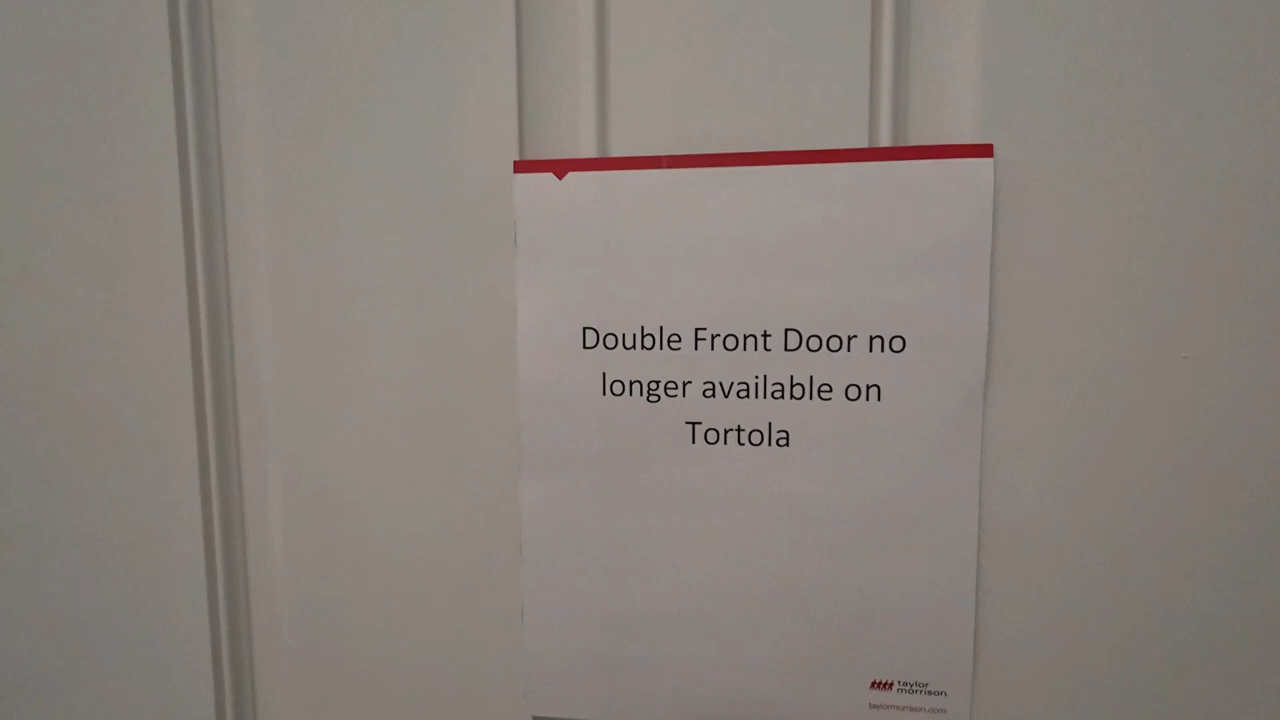 Double Front Door no
longer available on
Tortola
taylor
morrison
taylormorrison.com